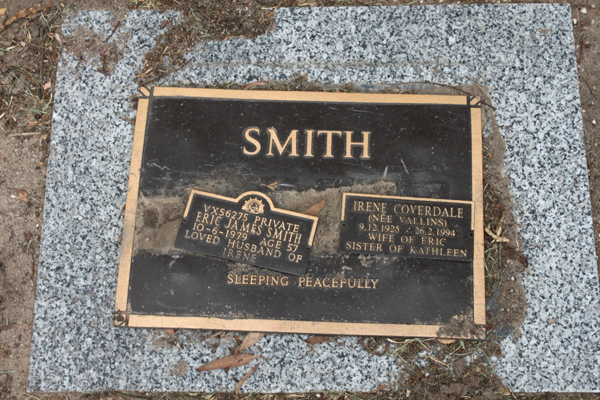 SMITH
VX56275 PRIVATE
ERIC JAMES SMITH
10-6-1979 AGE 57
LOVED HUSBAND OF
IRENE
IRENE COVERDALE
(NÉE VALLINS)
9.12.1925 - 26.2.1994
WIFE OF ERIC
SISTER OF KATHLEEN
SLEEPING PEACEFULLY